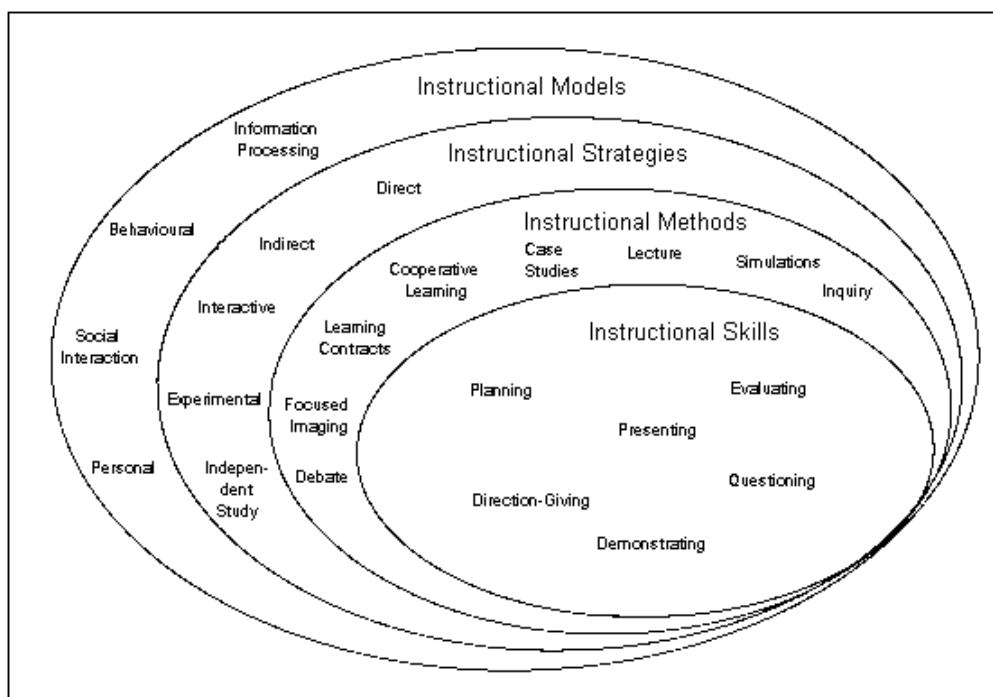 Instructional Models
Information
Processing
Behavioural
Social
Interaction
Personal
Instructional Strategies
Direct
Indirect
Interactive
Experimental
Indepen-
dent
Study
Instructional Methods
Case
Studies
Lecture
Simulations
Inquiry
Cooperative
Learning
Learning
Contracts
Focused
Imaging
Debate
Instructional Skills
Planning
Evaluating
Presenting
Questioning
Direction-Giving
Demonstrating